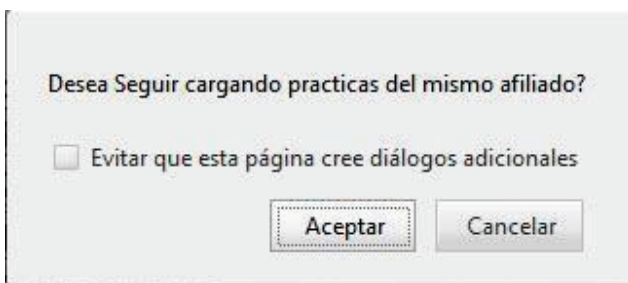 Desea Seguir cargando practicas del mismo afiliado?
Evitar que esta página cree diálogos adicionales
Aceptar Cancelar